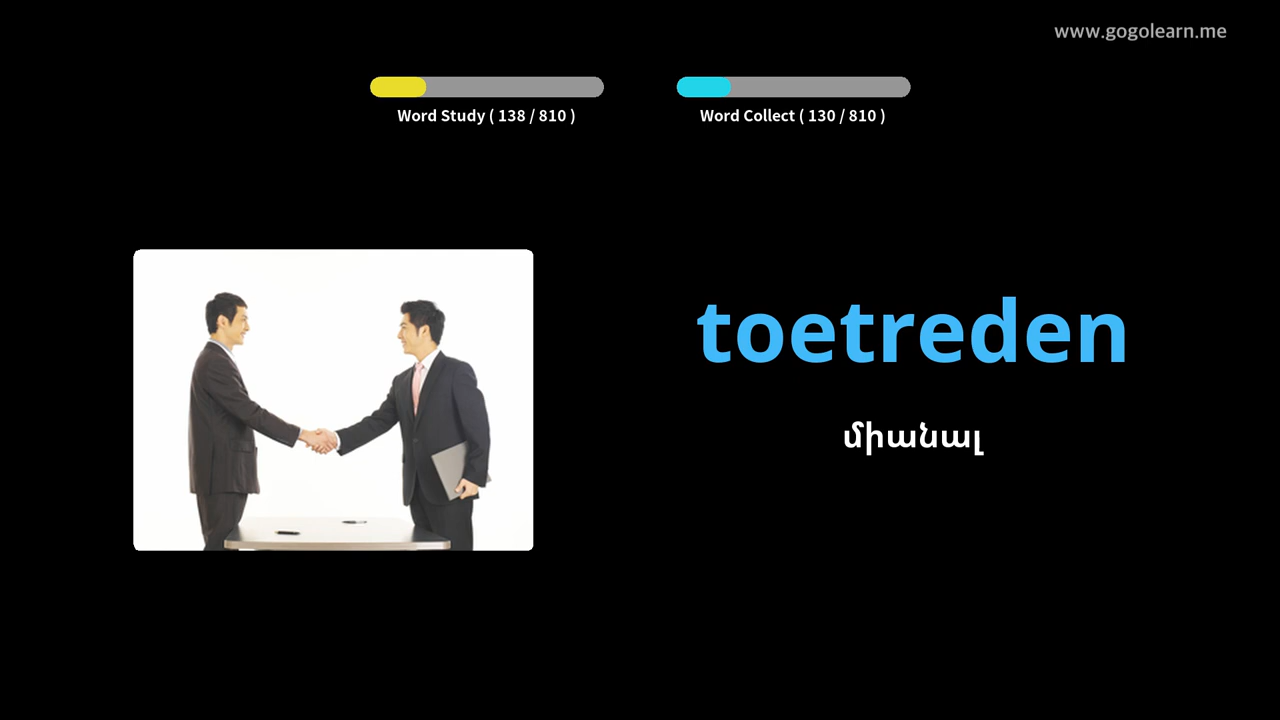 www.gogolearn.me
Word Study ( 138 / 810 )
Word Collect ( 130 / 810 )
toetreden
միանալ